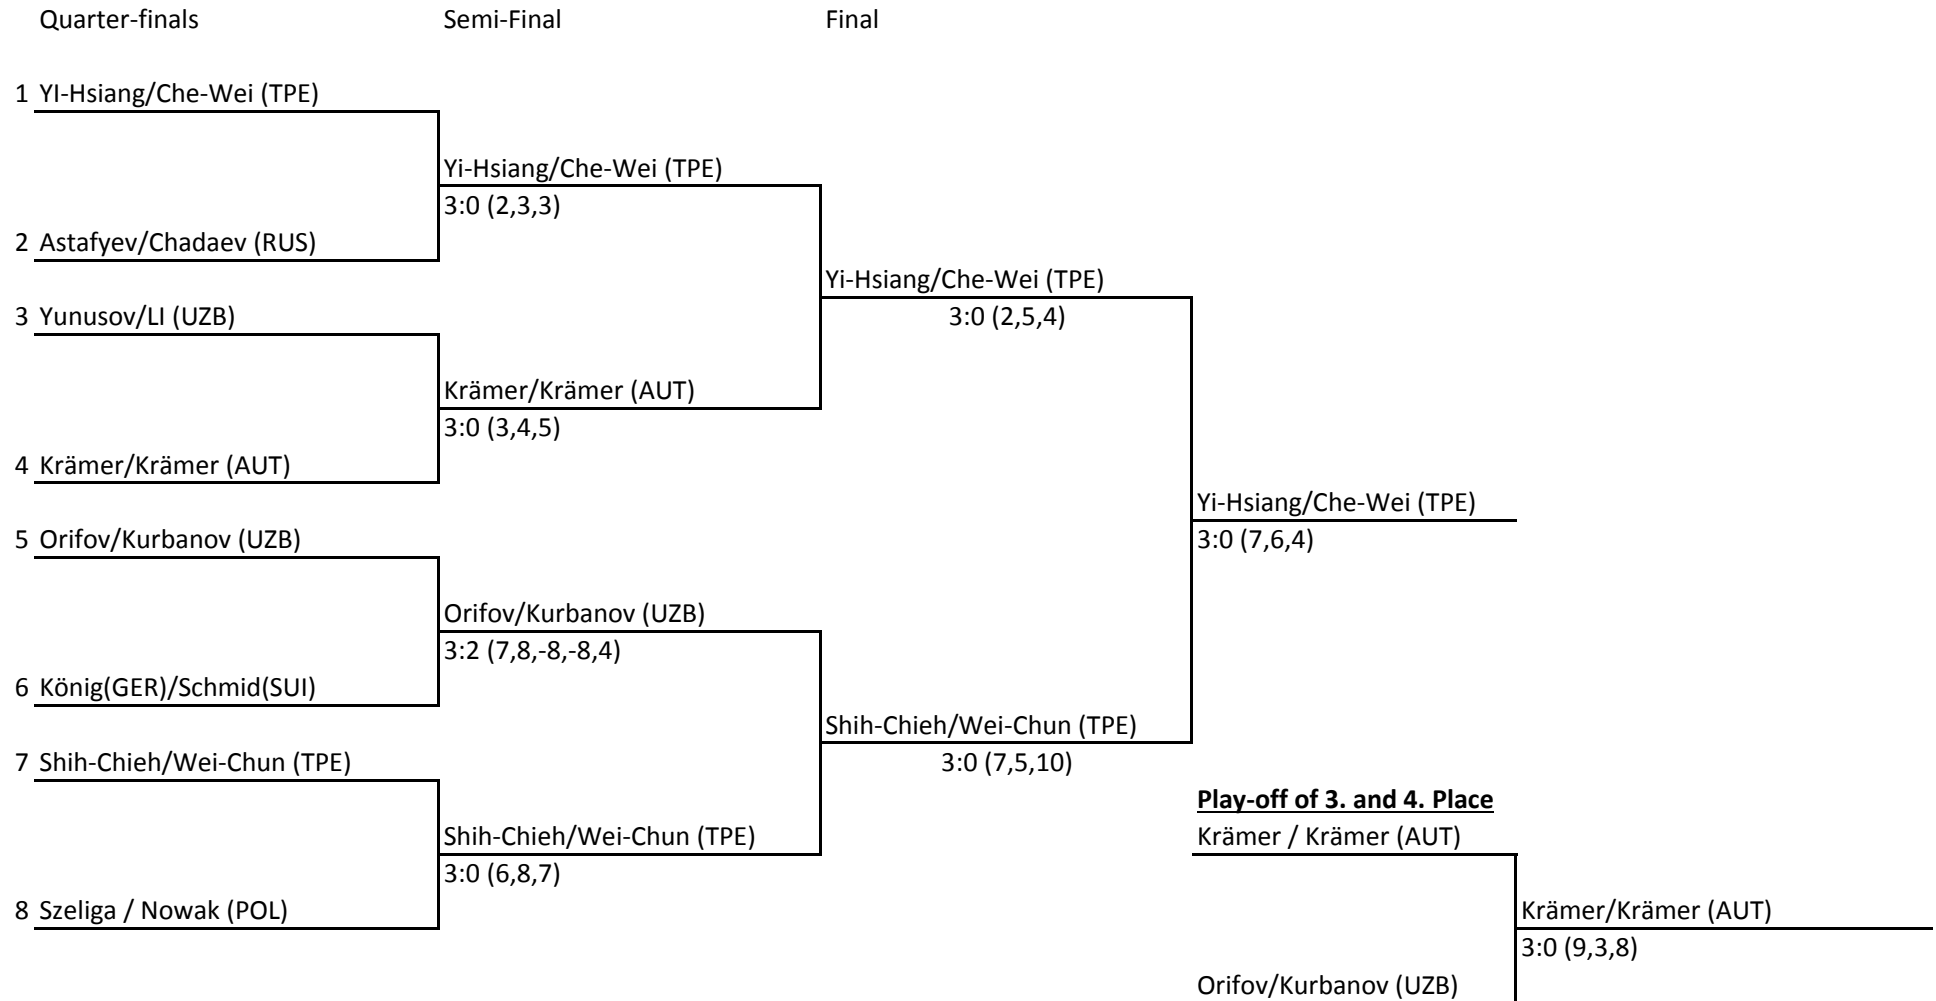 Quarter-finals Semi-Final Final
1 YI-Hsiang/Che-Wei (TPE)
Yi-Hsiang/Che-Wei (TPE)
3:0 (2,3,3)
2 Astafyev/Chadaev (RUS)
Yi-Hsiang/Che-Wei (TPE)
3 Yunusov/LI (UZB) 3:0 (2,5,4)
Krämer/Krämer (AUT)
3:0 (3,4,5)
4 Krämer/Krämer (AUT)
Yi-Hsiang/Che-Wei (TPE)
5 Orifov/Kurbanov (UZB) 3:0 (7,6,4)
Orifov/Kurbanov (UZB)
3:2 (7,8,-8,-8,4)
6 König(GER)/Schmid(SUI)
Shih-Chieh/Wei-Chun (TPE)
7 Shih-Chieh/Wei-Chun (TPE) 3:0 (7,5,10)
Play-off of 3. and 4. Place
Shih-Chieh/Wei-Chun (TPE) Krämer / Krämer (AUT)
3:0 (6,8,7)
8 Szeliga / Nowak (POL) Krämer/Krämer (AUT)
3:0 (9,3,8)
Orifov/Kurbanov (UZB)